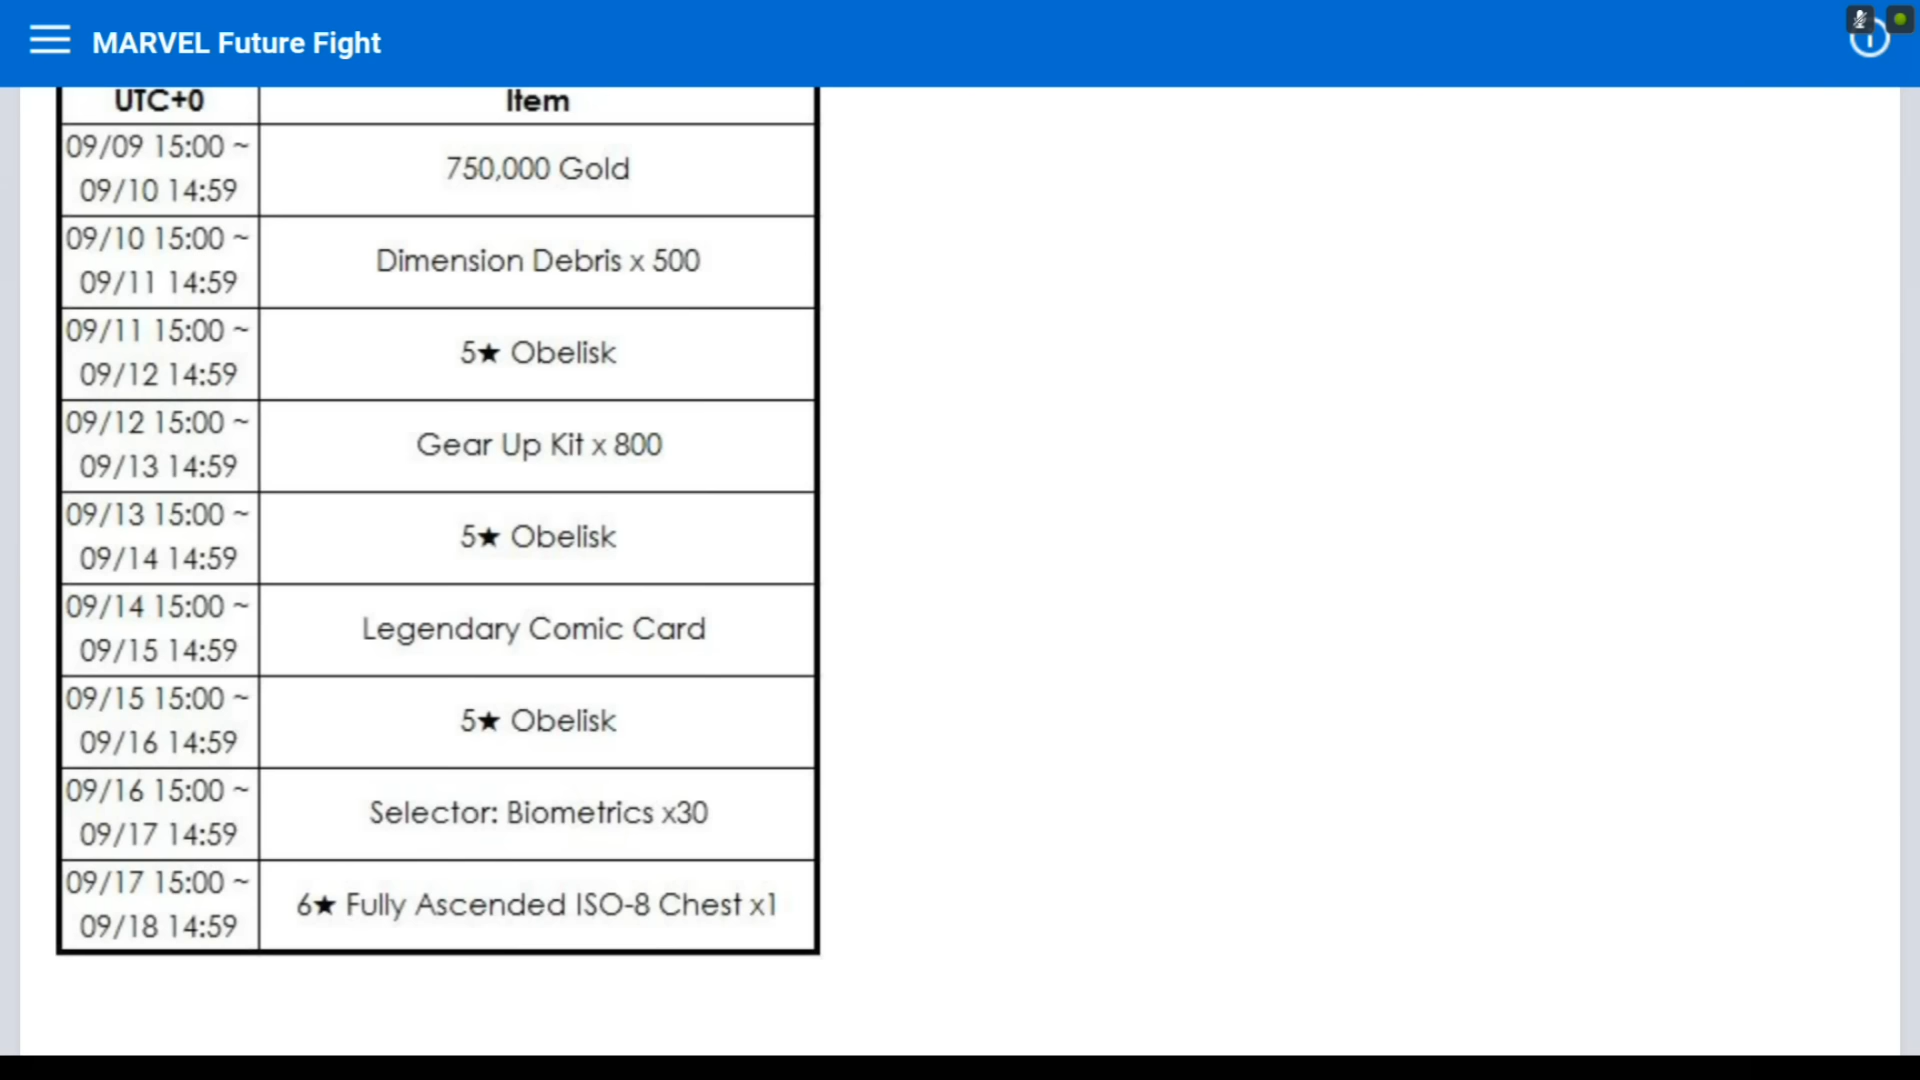 MARVEL Future Fight
UTC+0 Item
09/09 15:00 ~
09/10 14:59
750,000 Gold
09/10 15:00 ~
09/11 14:59
Dimension Debris x 500
09/11 15:00 ~
09/12 14:59
5★ Obelisk
09/12 15:00 ~
09/13 14:59
Gear Up Kit x 800
09/13 15:00 ~
09/14 14:59
5★ Obelisk
09/14 15:00 ~
09/15 14:59
Legendary Comic Card
09/15 15:00 ~
09/16 14:59
5★ Obelisk
09/16 15:00 ~
09/17 14:59
Selector: Biometrics x30
09/17 15:00 ~
09/18 14:59
6★ Fully Ascended ISO-8 Chest x1